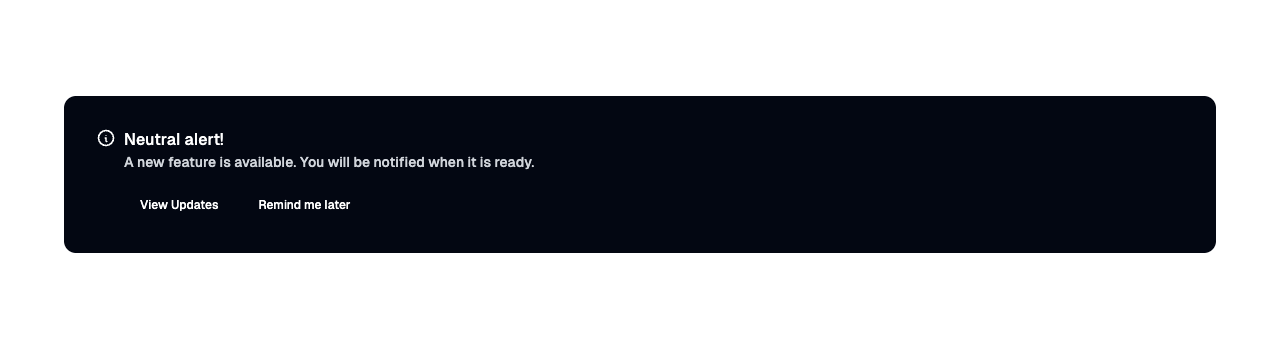 Neutral alert!
A new feature is available. You will be notified when it is ready.
View Updates Remind me later